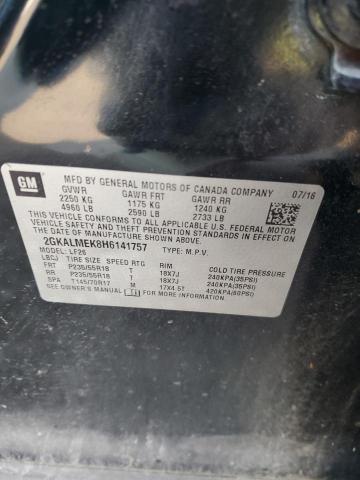 GM
MFD BY GENERAL MOTORS OF CANADA COMPANY 07/16
GVWR GAWR FRT GAWR RR
2250 KG 1175 KG 1240 KG
4960 LB 2590 LB 2733 LB
THIS VEHICLE CONFORMS TO ALL APPLICABLE U.S. FEDERAL MOTOR
VEHICLE SAFETY, BUMPER, AND THEFT PREVENTION STANDARDS
IN EFFECT ON THE DATE OF MANUFACTURE SHOWN ABOVE.
2GKALMEK8H6141757 TYPE: M.P.V.
MODEL: LF26
LBCJ TIRE SIZE SPEED RTG RIM COLD TIRE PRESSURE
FRT P235/55R18 T 18X7J 240KPA(35PSI)
RR P235/55R18 T 18X7J 240KPA(35PSI)
SPA T145/70R17 M 17X4.5T 420KPA(60PSI)
SEE OWNER'S MANUAL FOR MORE INFORMATION.